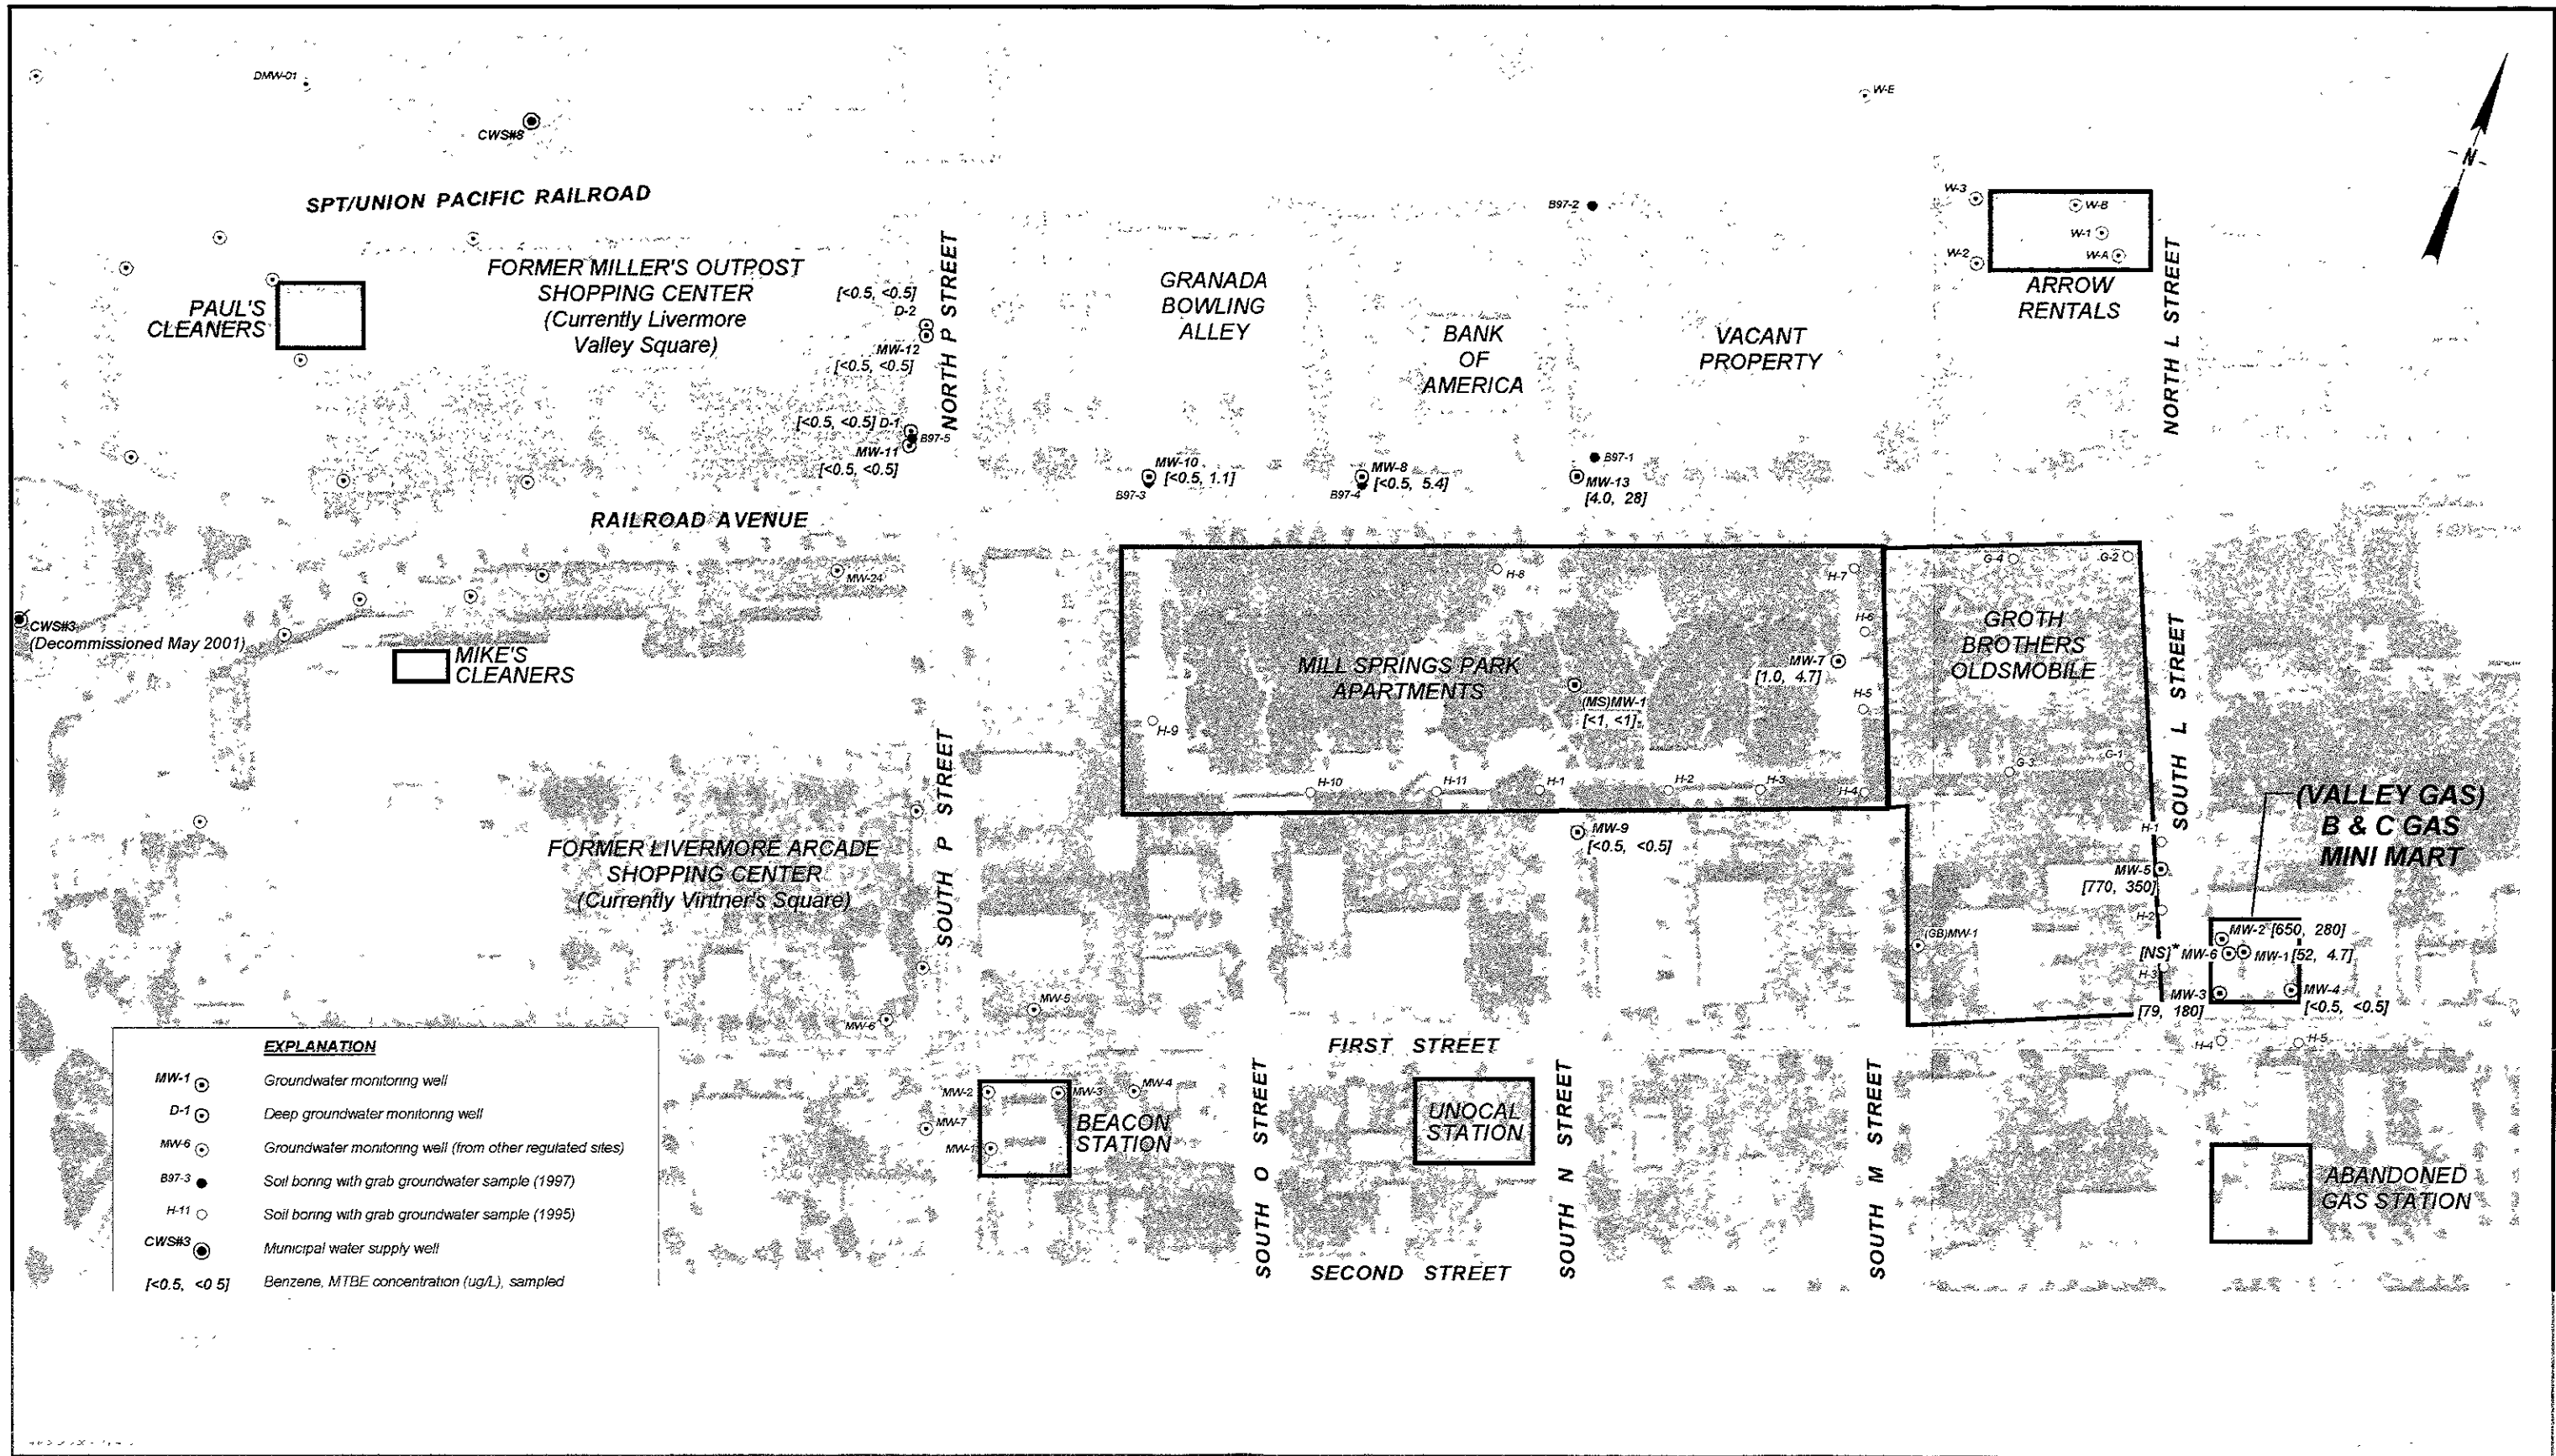 DMW-01
CWS#8
W-E
-N-
SPT/UNION PACIFIC RAILROAD
FORMER MILLER'S OUTPOST
SHOPPING CENTER
(Currently Livermore
Valley Square)
PAUL'S
CLEANERS
[<0.5, <0.5]
D-2
MW-12
[<0.5, <0.5]
NORTH P STREET
[<0.5, <0.5] D-1
B97-5
MW-11
[<0.5, <0.5]
GRANADA
BOWLING
ALLEY
BANK
OF
AMERICA
B97-2
VACANT
PROPERTY
W-3
W-B
W-1
W-2
W-A
ARROW
RENTALS
NORTH L STREET
MW-10
[<0.5, 1.1]
B97-3
MW-8
[<0.5, 5.4]
B97-4
B97-1
MW-13
[4.0, 28]
RAILROAD AVENUE
MW-24
CWS#3
(Decommissioned May 2001)
MIKE'S
CLEANERS
H-8
H-7
H-6
MILL SPRINGS PARK
APARTMENTS
MW-7
[1.0, 4.7]
(MS)MW-1
[<1, <1]
H-5
H-9
H-10
H-11
H-1
H-11
H-2
H-3
H-4
G-4
G-2
GROTH
BROTHERS
OLDSMOBILE
G-3
G-1
SOUTH L STREET
(VALLEY GAS)
B & C GAS
MINI MART
SOUTH P STREET
FORMER LIVERMORE ARCADE
SHOPPING CENTER
(Currently Vintner's Square)
MW-9
[<0.5, <0.5]
H-1
MW-5
[770, 350]
H-2
(GB)MW-1
MW-2 [650, 280]
[NS]* MW-6
MW-1 [52, 4.7]
H-3
MW-3
[79, 180]
MW-4
[<0.5, <0.5]
H-4
H-5
MW-5
MW-6
FIRST STREET
MW-2
MW-3
MW-4
MW-7
MW-1
BEACON
STATION
SOUTH O STREET
UNOCAL
STATION
SOUTH N STREET
SOUTH M STREET
ABANDONED
GAS STATION
SECOND STREET
EXPLANATION
MW-1 Groundwater monitoring well
D-1 Deep groundwater monitoring well
MW-6 Groundwater monitoring well (from other regulated sites)
B97-3 Soil boring with grab groundwater sample (1997)
H-11 Soil boring with grab groundwater sample (1995)
CWS#3 Municipal water supply well
[<0.5, <0 5] Benzene, MTBE concentration (ug/L), sampled